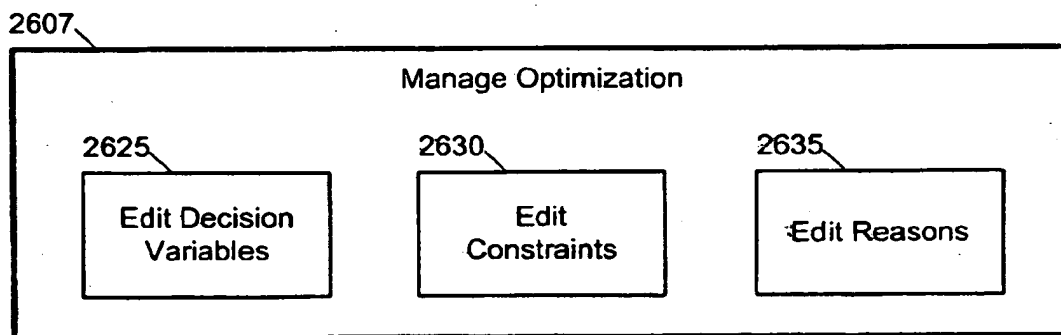 2607
Manage Optimization
2625
2630
2635
Edit Decision
Variables
Edit
Constraints
Edit Reasons